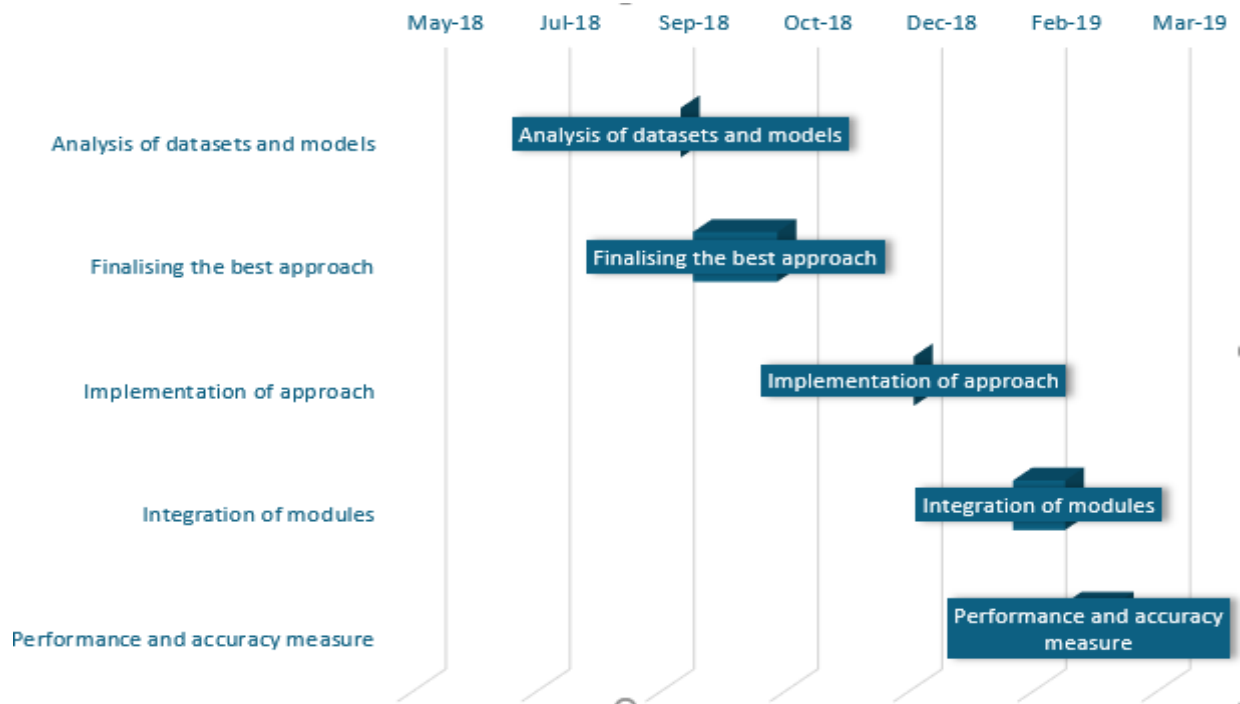 May-18 Jul-18 Sep-18 Oct-18 Dec-18 Feb-19 Mar-19
Analysis of datasets and models
Analysis of datasets and models
Finalising the best approach
Finalising the best approach
Implementation of approach
Implementation of approach
Integration of modules
Integration of modules
Performance and accuracy measure
Performance and accuracy
measure